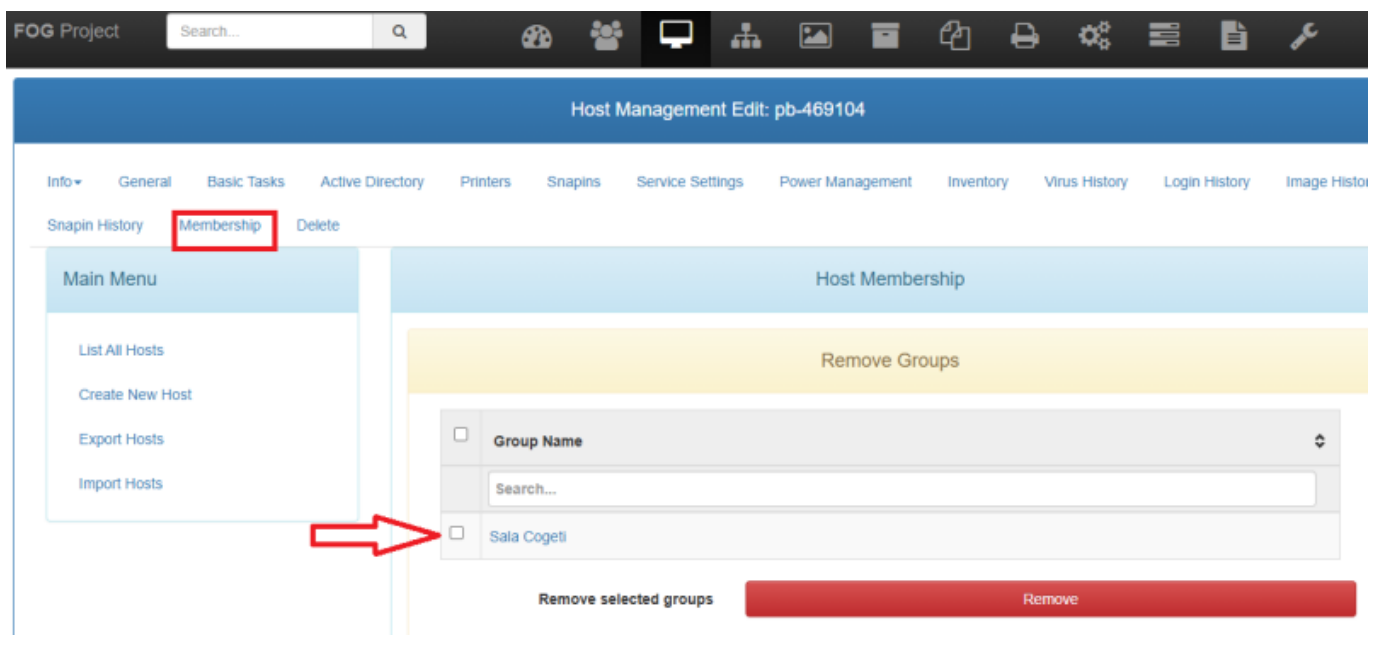 FOG Project Search...
Host Management Edit: pb-469104
Info General Basic Tasks Active Directory Printers Snapins Service Settings Power Management Inventory Virus History Login History Image Histo
Snapin History Membership Delete
Main Menu
Host Membership
List All Hosts
Create New Host
Export Hosts
Import Hosts
Remove Groups
Group Name
Search...
Sala Cogeti
Remove selected groups Remove